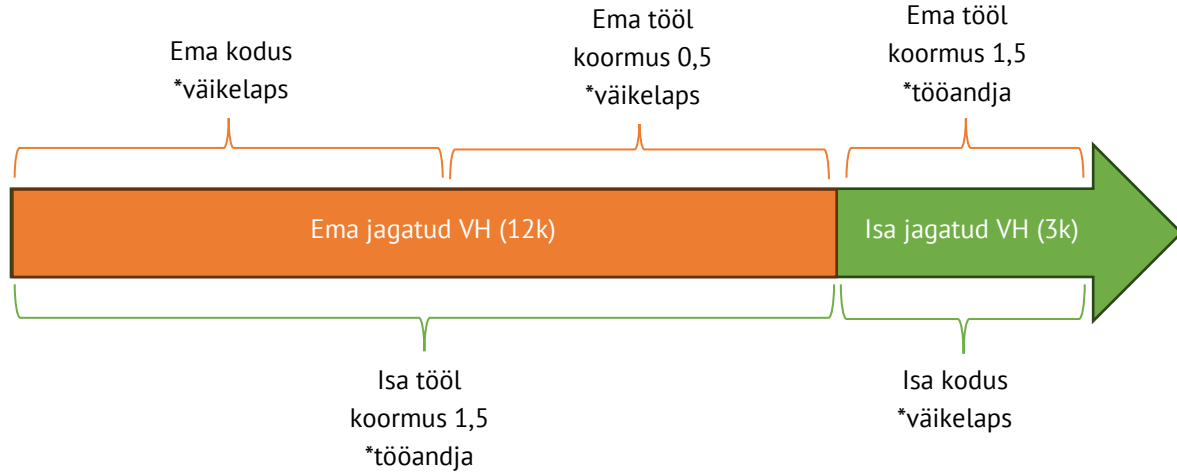 Ema kodus
*väikelaps
Ema tööl
koormus 0,5
*väikelaps
Ema tööl
koormus 1,5
*tööandja
Ema jagatud VH (12k)
Isa jagatud VH (3k)
Isa tööl
koormus 1,5
*tööandja
Isa kodus
*väikelaps